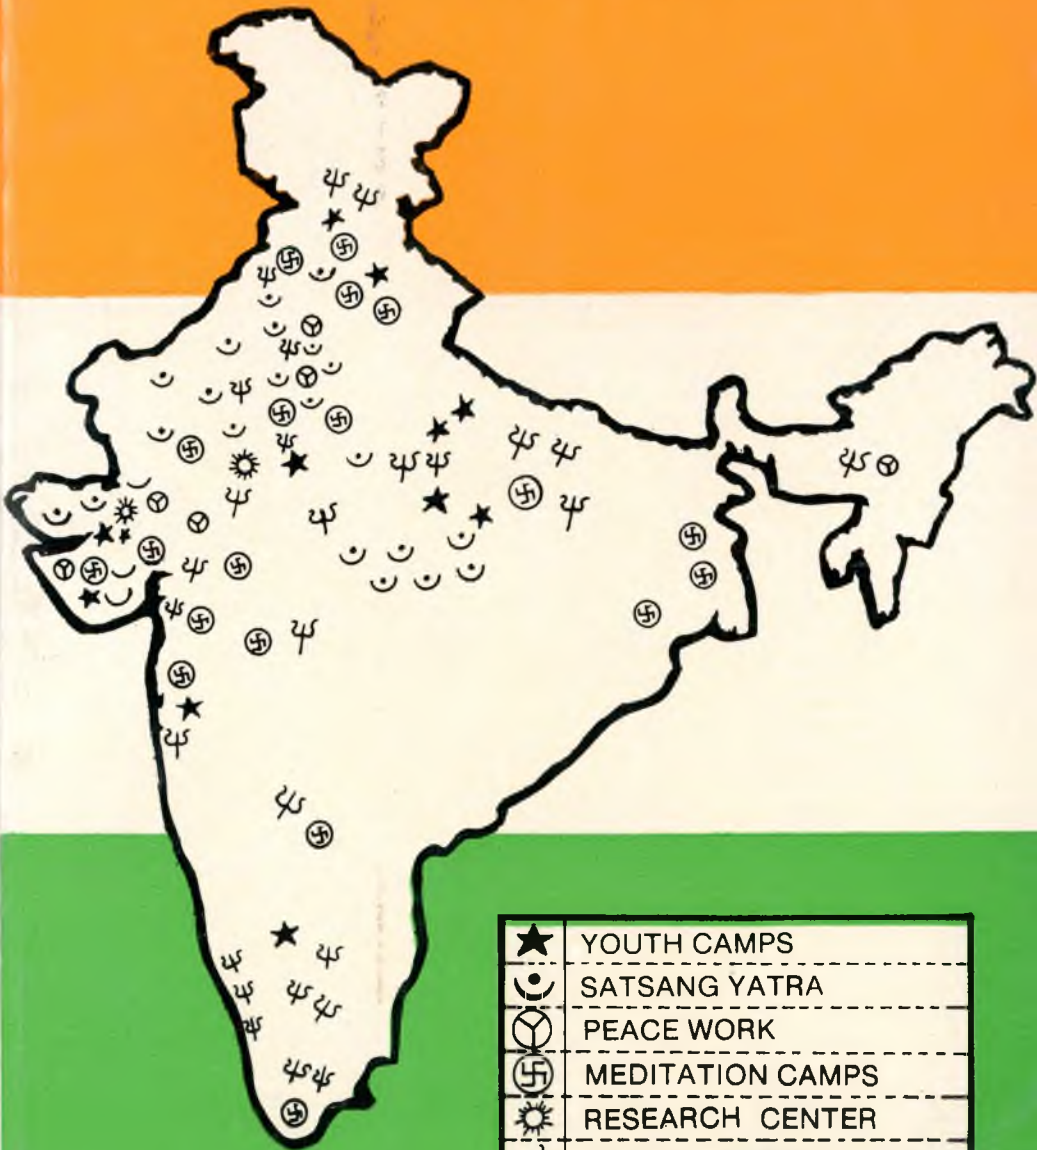 YOUTH CAMPS
SATSANG YATRA
PEACE WORK
MEDITATION CAMPS
RESEARCH CENTER